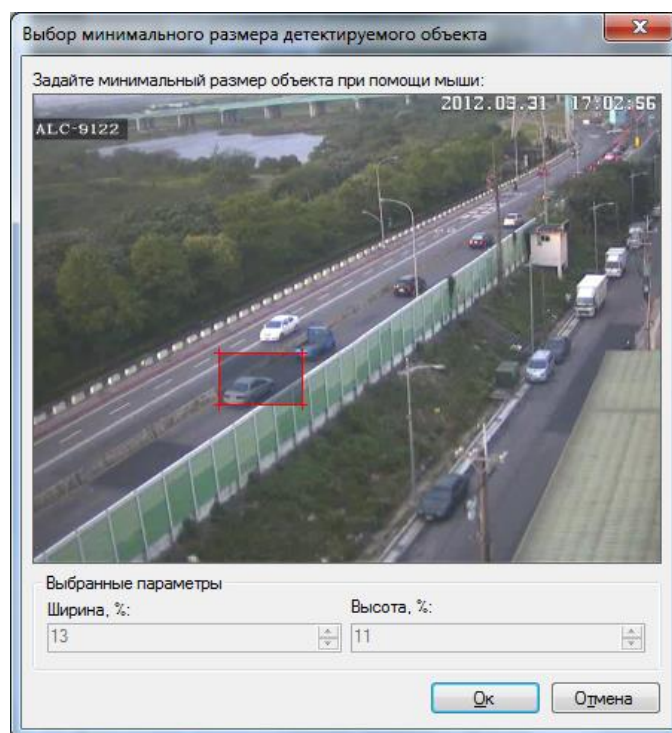 Выбор минимального размера детектируемого объекта
Задайте минимальный размер объекта при помощи мыши:
2012.03.31 17:02:56
ALC-9122
Выбранные параметры
Ширина, %:
Высота, %:
13
11
Ок
Отмена